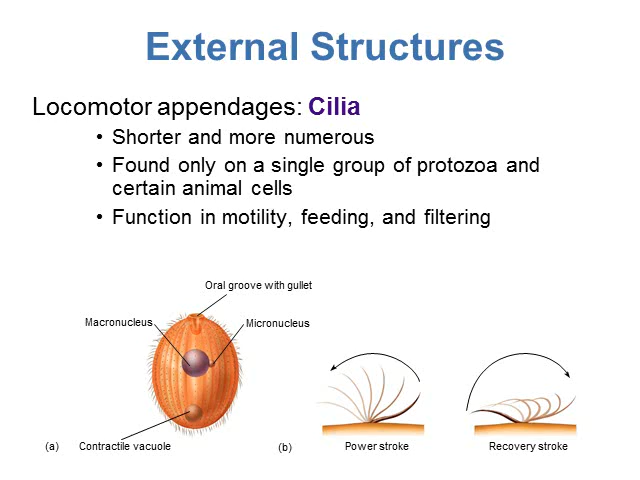 External Structures
Locomotor appendages: Cilia
• Shorter and more numerous
• Found only on a single group of protozoa and
certain animal cells
• Function in motility, feeding, and filtering
Oral groove with gullet
Macronucleus
Micronucleus
(a)
Contractile vacuole
(b)
Power stroke
Recovery stroke